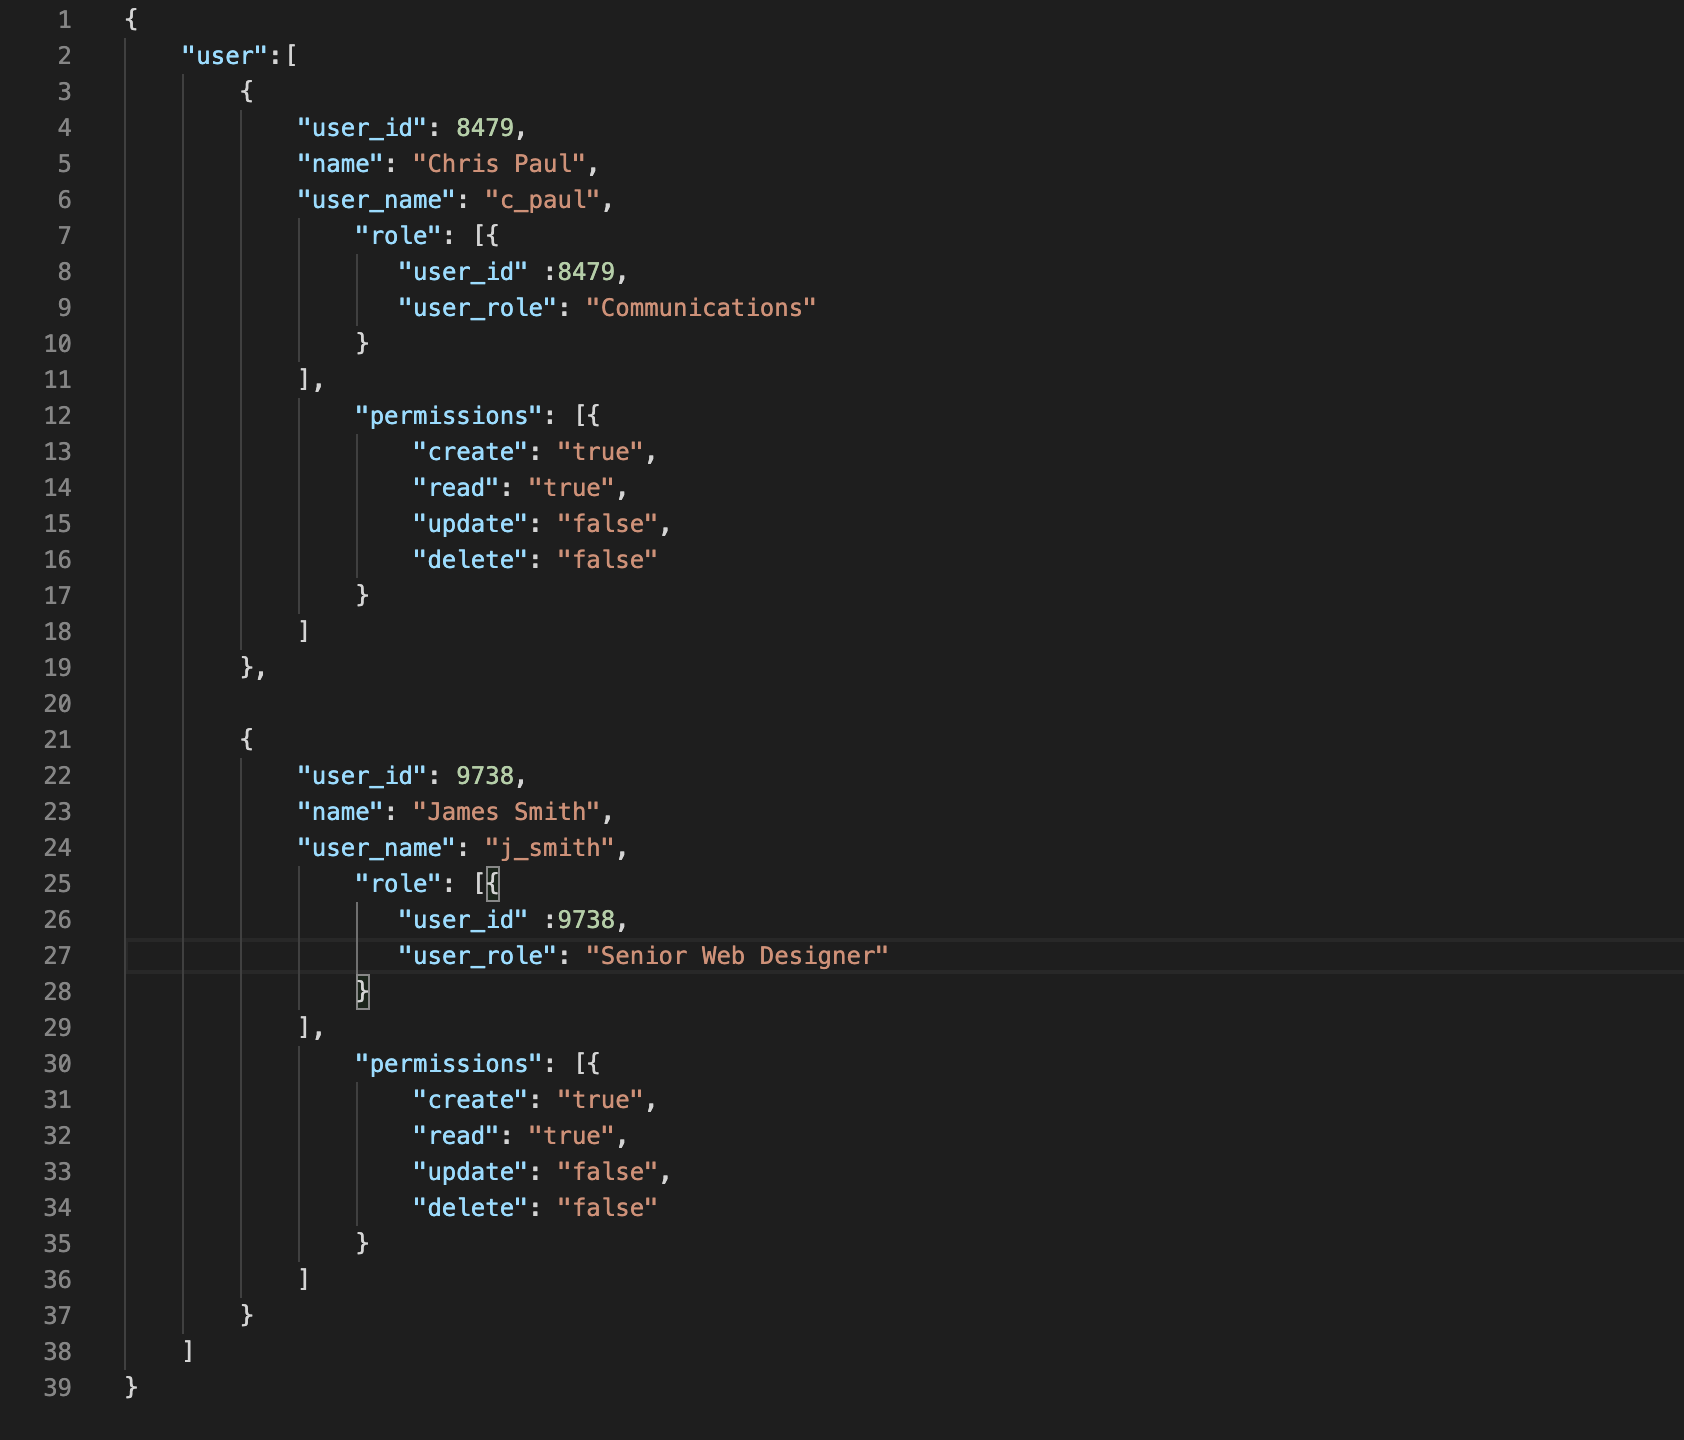 1 {
2 "user":[
3 {
4 "user_id": 8479,
5 "name": "Chris Paul",
6 "user_name": "c_paul",
7 "role": [{
8 "user_id" :8479,
9 "user_role": "Communications"
10 }
11 ],
12 "permissions": [{
13 "create": "true",
14 "read": "true",
15 "update": "false",
16 "delete": "false"
17 }
18 ]
19 },
20
21 {
22 "user_id": 9738,
23 "name": "James Smith",
24 "user_name": "j_smith",
25 "role": [{
26 "user_id" :9738,
27 "user_role": "Senior Web Designer"
28 }
29 ],
30 "permissions": [{
31 "create": "true",
32 "read": "true",
33 "update": "false",
34 "delete": "false"
35 }
36 ]
37 }
38 ]
39 }